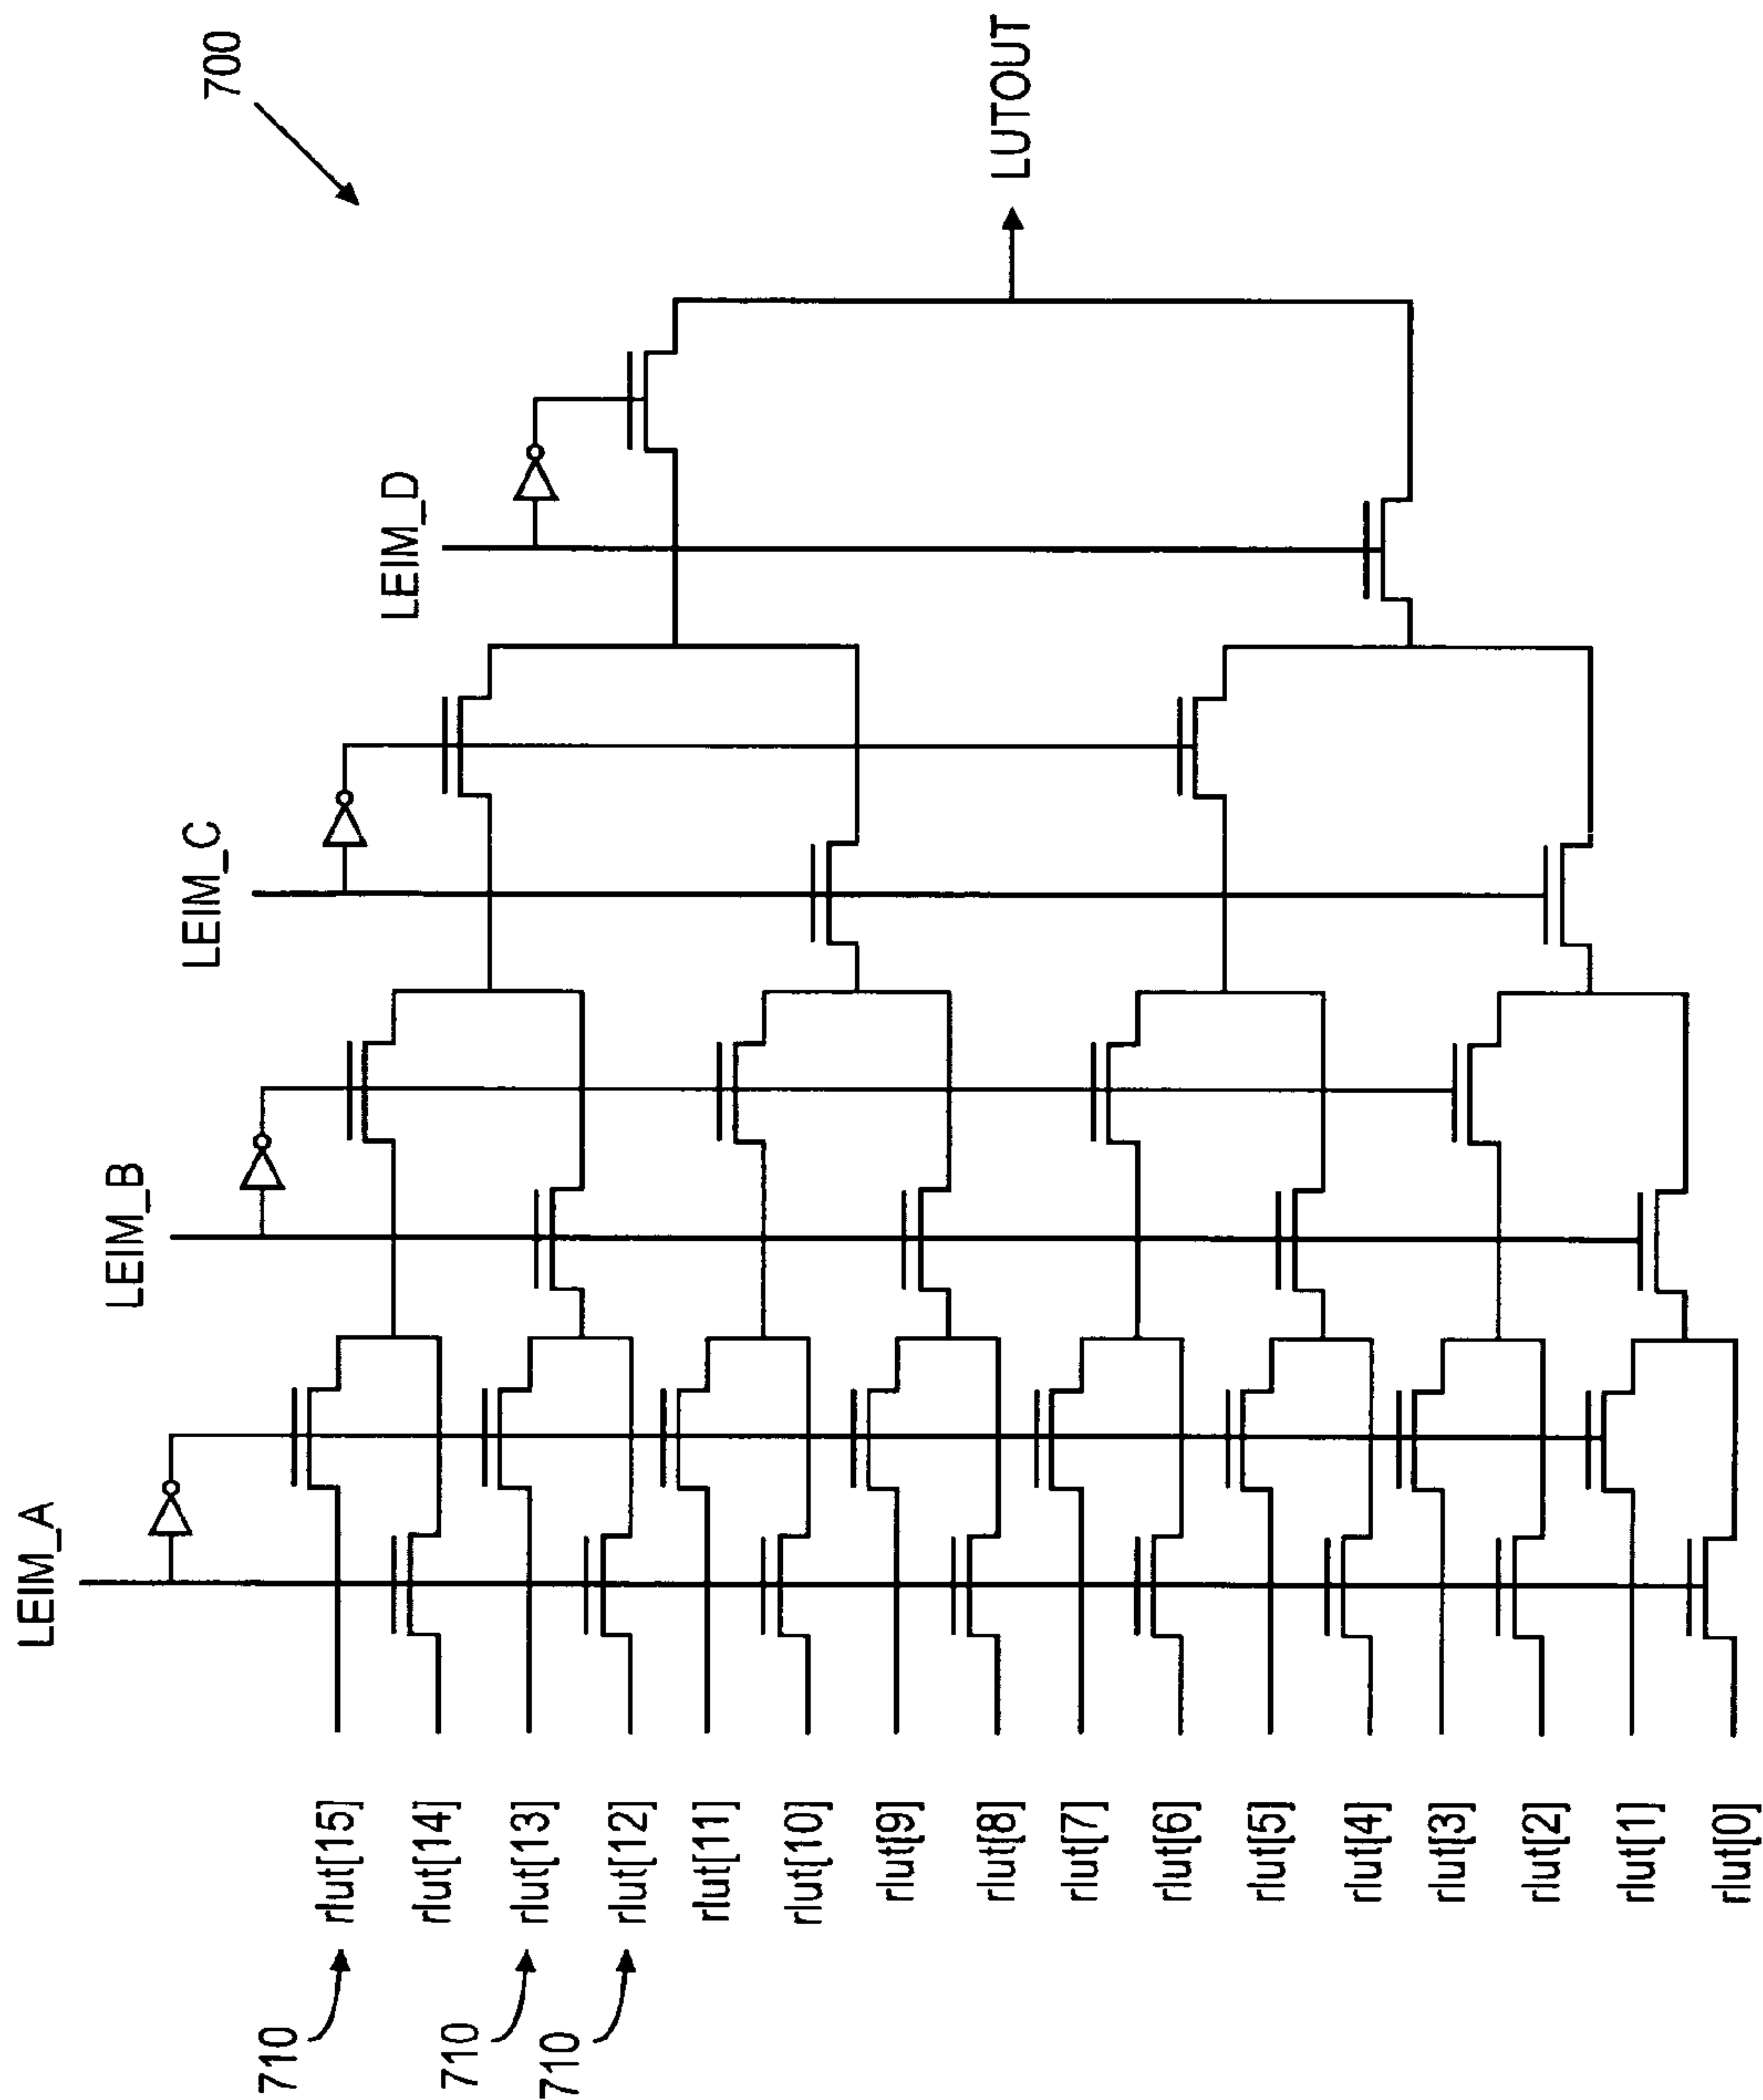 700
LEIM_A
LEIM_B
LEIM_C
LEIM_D
LUTOUT
710
rlut[15]
rlut[14]
710
rlut[13]
710
rlut[12]
rlut[11]
rlut[10]
rlut[9]
rlut[8]
rlut[7]
rlut[6]
rlut[5]
rlut[4]
rlut[3]
rlut[2]
rlut[1]
rlut[0]